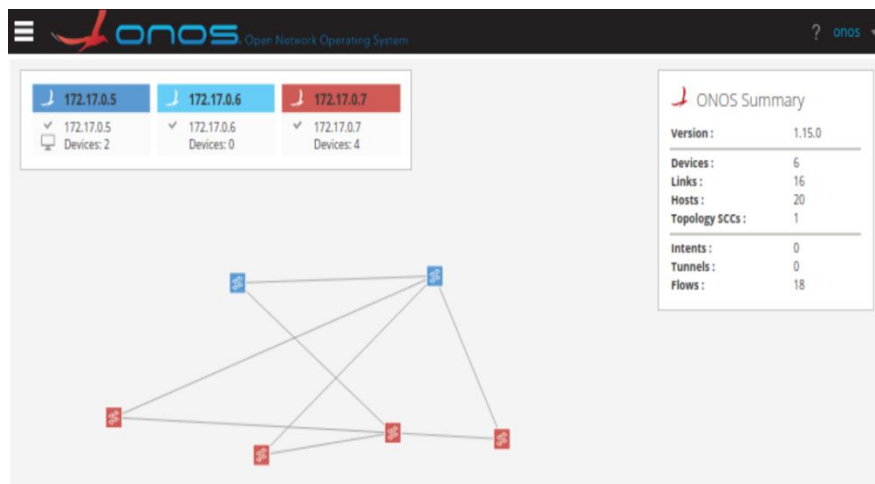 onos Open Network Operating System
? onos
172.17.0.5
172.17.0.5
Devices: 2
172.17.0.6
172.17.0.6
Devices: 0
172.17.0.7
172.17.0.7
Devices: 4
ONOS Summary
Version : 1.15.0
Devices : 6
Links : 16
Hosts : 20
Topology SCCs : 1
Intents : 0
Tunnels : 0
Flows : 18